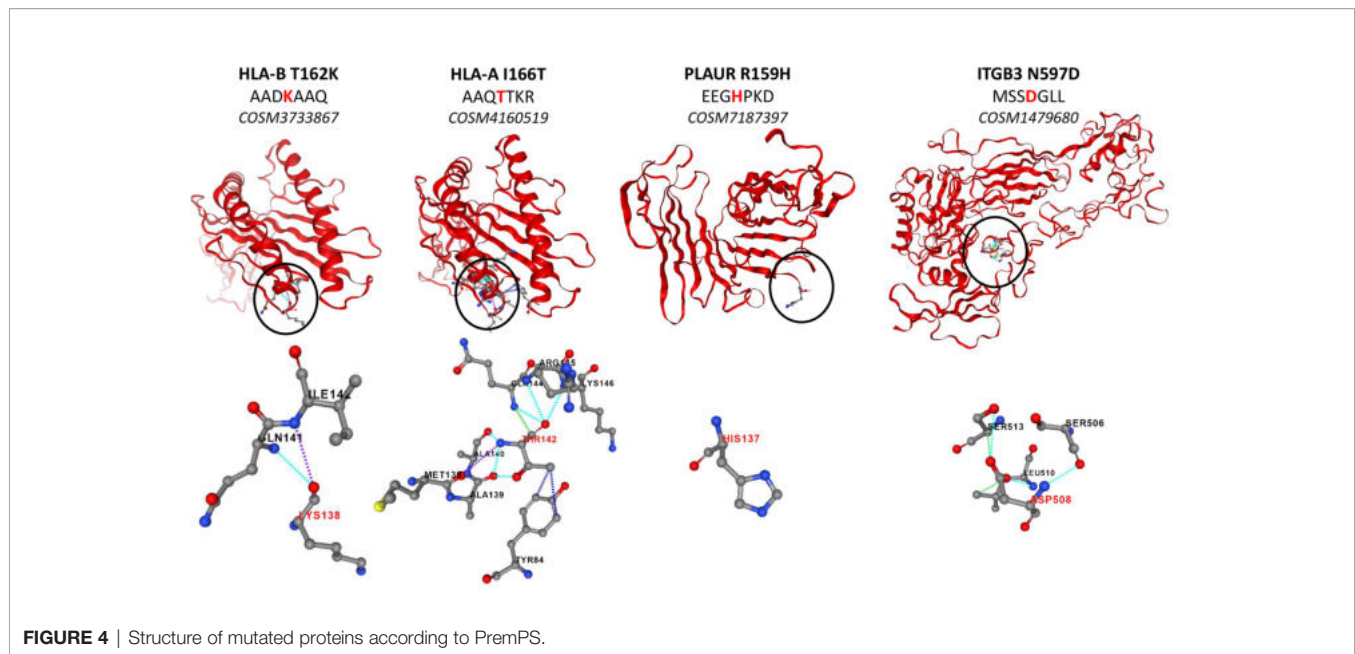 HLA-B T162K
AADKAAQ
COSM3733867
HLA-A I166T
AAQTTKR
COSM4160519
PLAUR R159H
EEGHPKD
COSM7187397
ITGB3 N597D
MSSDGLL
COSM1479680
ILE142
GLN141
LYS138
ARG145
GLN144
LYS146
THR142
ALA140
MET138
ALA139
TYR84
HIS137
SER513
SER506
LEU510
ASP508
FIGURE 4 | Structure of mutated proteins according to PremPS.